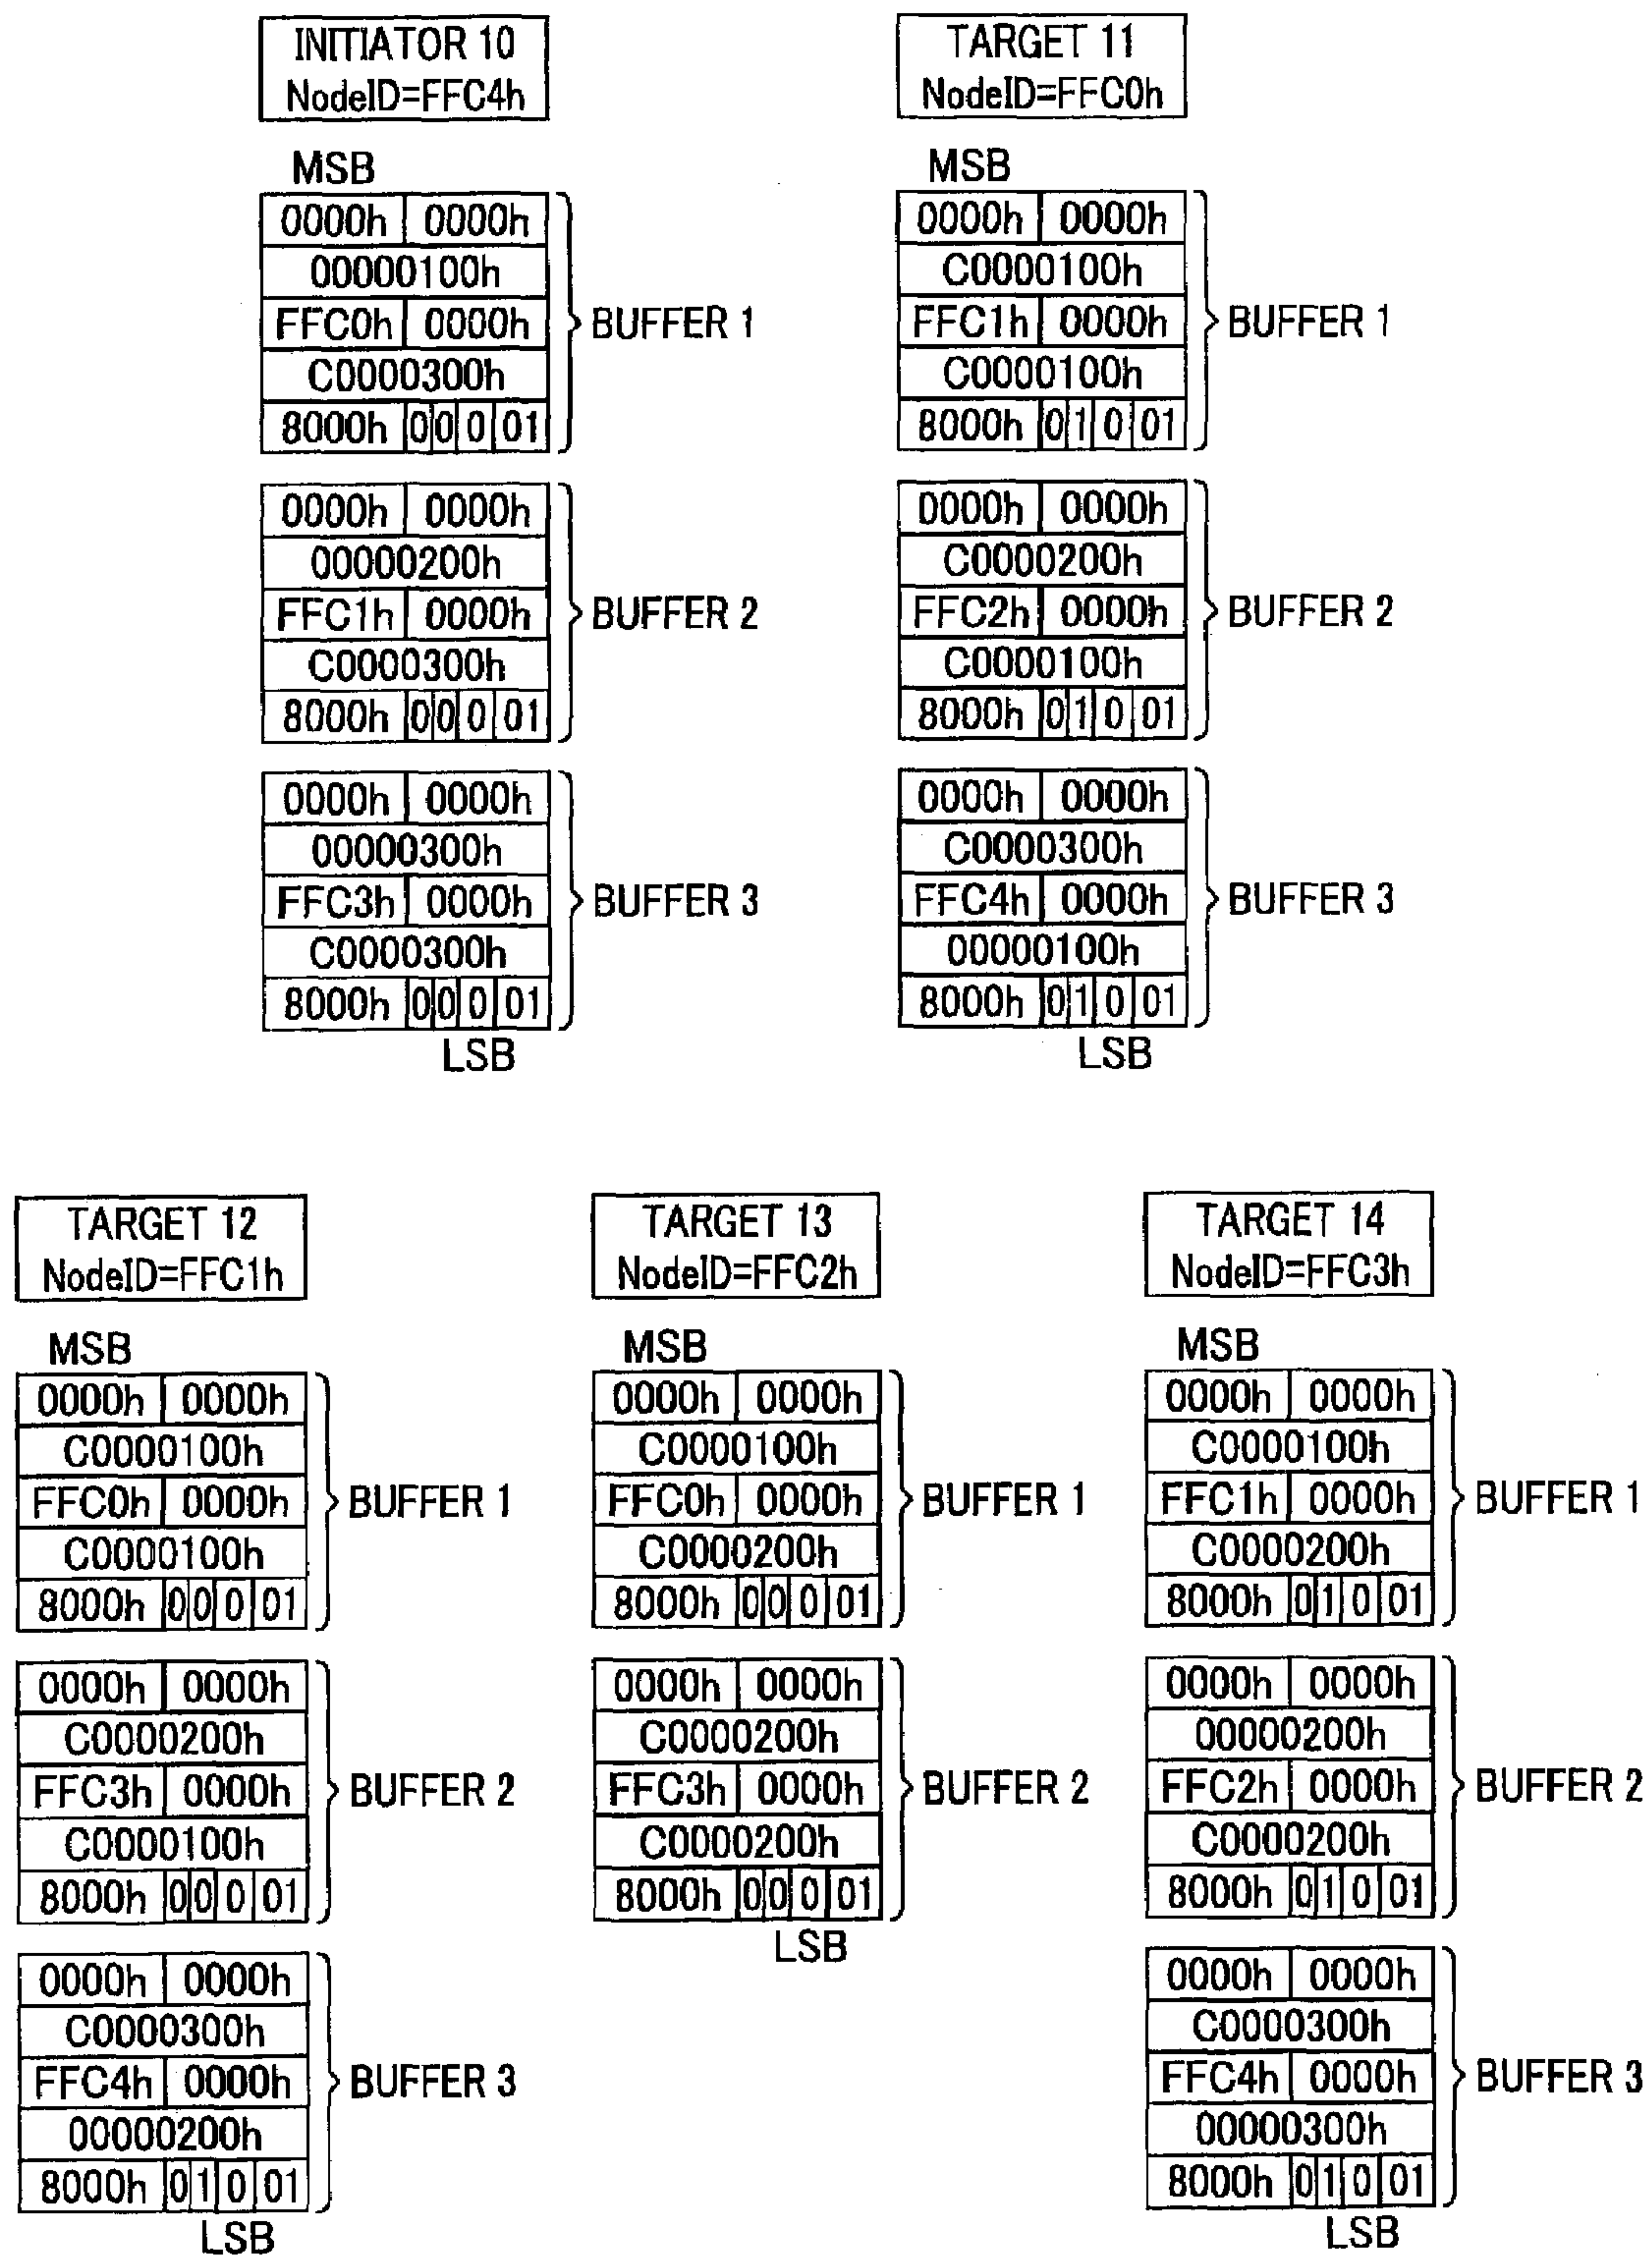 INITIATOR 10
NodeID=FFC4h
MSB
0000h 0000h
00000100h
FFC0h 0000h
C0000300h
8000h 0 0 0 01
BUFFER 1
0000h 0000h
00000200h
FFC1h 0000h
C0000300h
8000h 0 0 0 01
BUFFER 2
0000h 0000h
00000300h
FFC3h 0000h
C0000300h
8000h 0 0 0 01
BUFFER 3
LSB
TARGET 11
NodeID=FFC0h
MSB
0000h 0000h
C0000100h
FFC1h 0000h
C0000100h
8000h 0 1 0 01
BUFFER 1
0000h 0000h
C0000200h
FFC2h 0000h
C0000100h
8000h 0 1 0 01
BUFFER 2
0000h 0000h
C0000300h
FFC4h 0000h
00000100h
8000h 0 1 0 01
BUFFER 3
LSB
TARGET 12
NodeID=FFC1h
MSB
0000h 0000h
C0000100h
FFC0h 0000h
C0000100h
8000h 0 0 0 01
BUFFER 1
0000h 0000h
C0000200h
FFC3h 0000h
C0000100h
8000h 0 0 0 01
BUFFER 2
0000h 0000h
C0000300h
FFC4h 0000h
00000200h
8000h 0 1 0 01
BUFFER 3
LSB
TARGET 13
NodeID=FFC2h
MSB
0000h 0000h
C0000100h
FFC0h 0000h
C0000200h
8000h 0 0 0 01
BUFFER 1
0000h 0000h
C0000200h
FFC3h 0000h
C0000200h
8000h 0 0 0 01
BUFFER 2
LSB
TARGET 14
NodeID=FFC3h
MSB
0000h 0000h
C0000100h
FFC1h 0000h
C0000200h
8000h 0 1 0 01
BUFFER 1
0000h 0000h
00000200h
FFC2h 0000h
C0000200h
8000h 0 1 0 01
BUFFER 2
0000h 0000h
C0000300h
FFC4h 0000h
00000300h
8000h 0 1 0 01
BUFFER 3
LSB